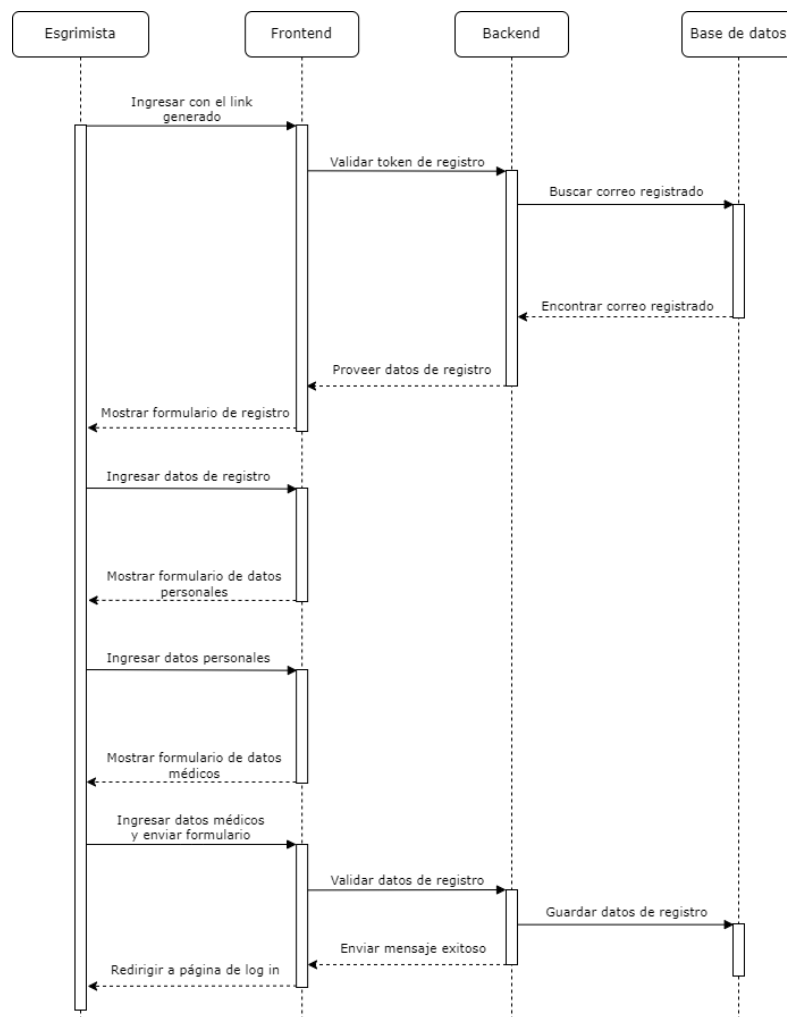 Esgrimista
Frontend
Backend
Base de datos
Ingresar con el link
generado
Validar token de registro
Buscar correo registrado
Encontrar correo registrado
Proveer datos de registro
Mostrar formulario de registro
Ingresar datos de registro
Mostrar formulario de datos
personales
Ingresar datos personales
Mostrar formulario de datos
médicos
Ingresar datos médicos
y enviar formulario
Validar datos de registro
Guardar datos de registro
Enviar mensaje exitoso
Redirigir a página de log in